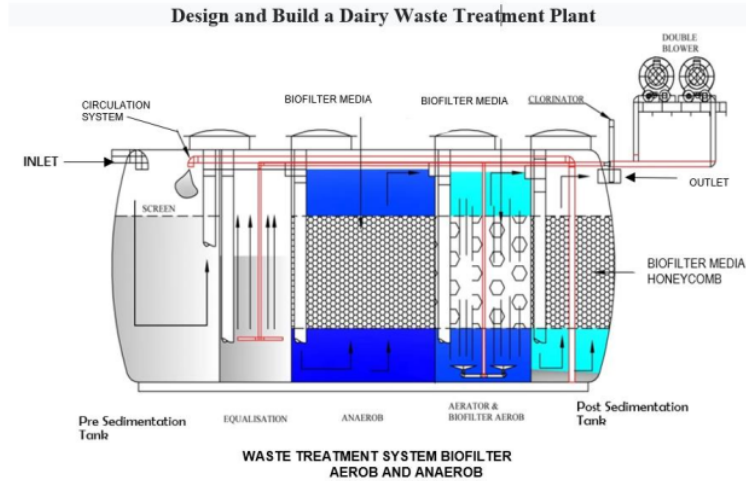 Design and Build a Dairy Waste Treatment Plant
DOUBLE
BLOWER
CIRCULATION
SYSTEM
BIOFILTER MEDIA
BIOFILTER MEDIA
CLORINATOR
INLET
OUTLET
SCREEN
BIOFILTER MEDIA
HONEYCOMB
Pre Sedimentation
Tank
EQUALISATION
ANAEROB
AERATOR &
BIOFILTER AEROB
Post Sedimentation
Tank
WASTE TREATMENT SYSTEM BIOFILTER
AEROB AND ANAEROB